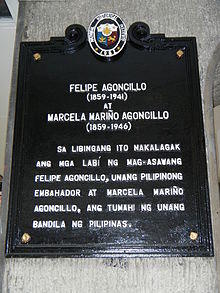 FELIPE AGONCILLO
(1859-1941)
AT
MARCELA MARIÑO AGONCILLO
(1859-1946)
SA LIBINGANG ITO NAKALAGAK
ANG MGA LABÍ NG MAG-ASAWANG
FELIPE AGONCILLO, UNANG PILIPINONG
EMBAHADOR AT MARCELA MARIÑO
AGONCILLO, ANG TUMAHI NG UNANG
BANDILA NG PILIPINAS.